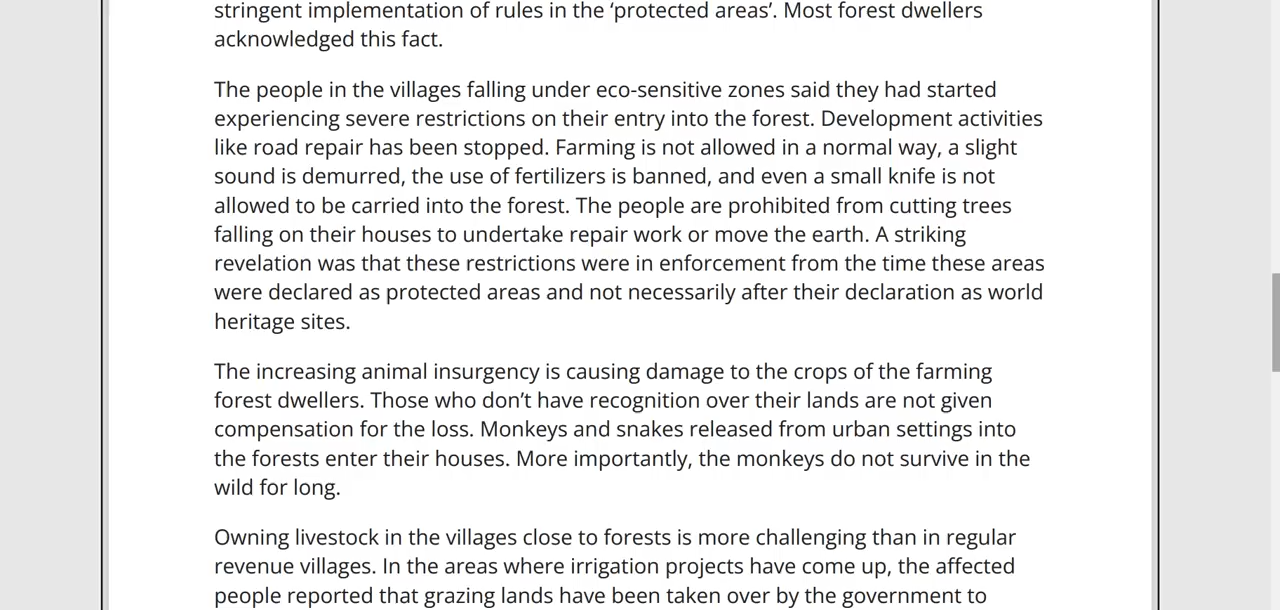 stringent implementation of rules in the ‘protected areas’. Most forest dwellers
acknowledged this fact.
The people in the villages falling under eco-sensitive zones said they had started
experiencing severe restrictions on their entry into the forest. Development activities
like road repair has been stopped. Farming is not allowed in a normal way, a slight
sound is demurred, the use of fertilizers is banned, and even a small knife is not
allowed to be carried into the forest. The people are prohibited from cutting trees
falling on their houses to undertake repair work or move the earth. A striking
revelation was that these restrictions were in enforcement from the time these areas
were declared as protected areas and not necessarily after their declaration as world
heritage sites.
The increasing animal insurgency is causing damage to the crops of the farming
forest dwellers. Those who don’t have recognition over their lands are not given
compensation for the loss. Monkeys and snakes released from urban settings into
the forests enter their houses. More importantly, the monkeys do not survive in the
wild for long.
Owning livestock in the villages close to forests is more challenging than in regular
revenue villages. In the areas where irrigation projects have come up, the affected
people reported that grazing lands have been taken over by the government to